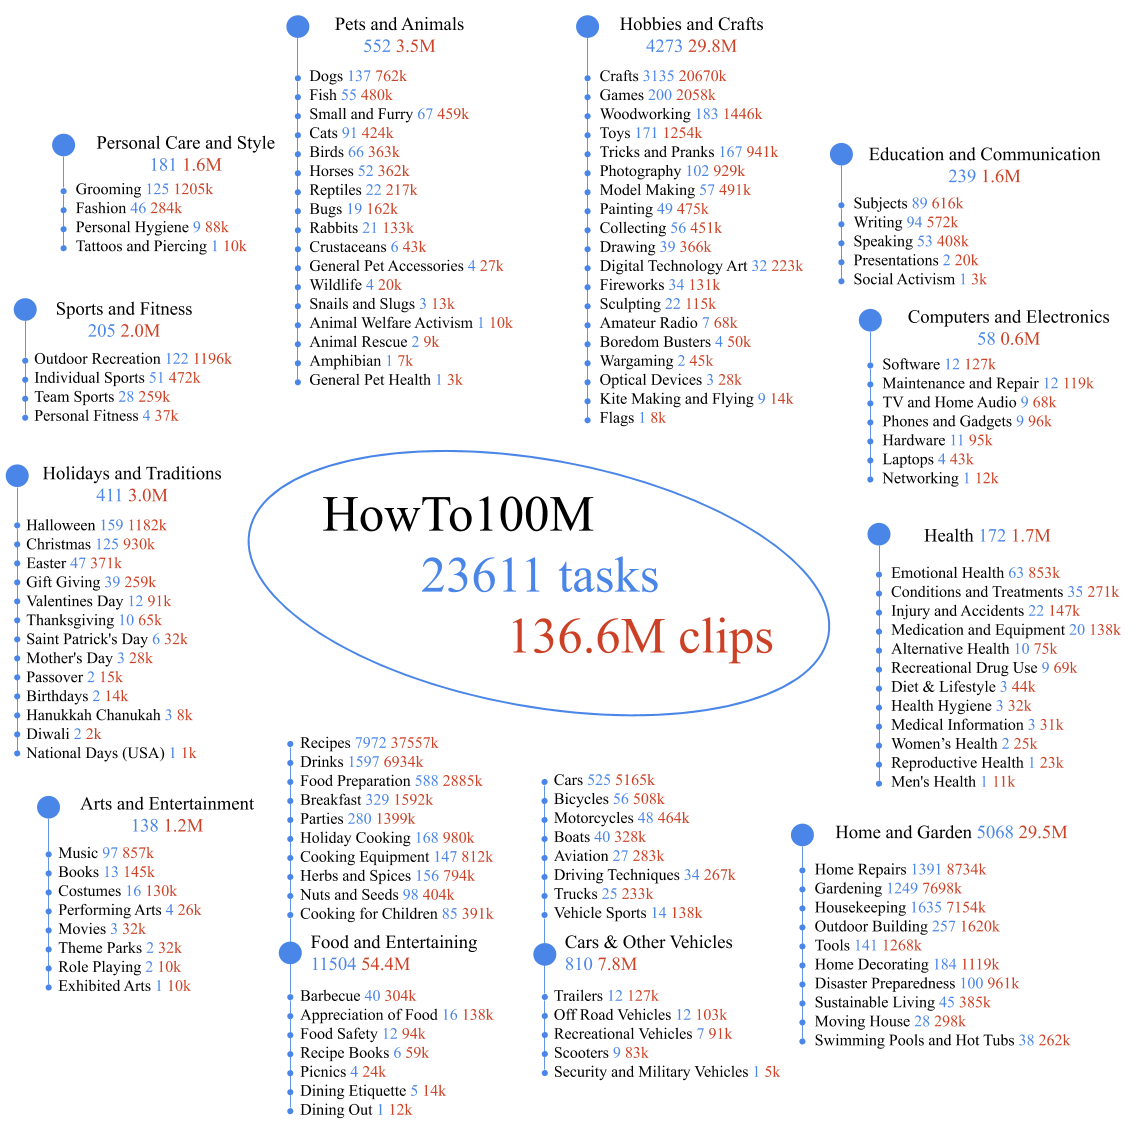 Pets and Animals
552 3.5M
Dogs 137 762k
Fish 55 480k
Small and Furry 67 459k
Cats 91 424k
Birds 66 363k
Horses 52 362k
Reptiles 22 217k
Bugs 19 162k
Rabbits 21 133k
Crustaceans 6 43k
General Pet Accessories 4 27k
Wildlife 4 20k
Snails and Slugs 3 13k
Animal Welfare Activism 1 10k
Animal Rescue 2 9k
Amphibian 1 7k
General Pet Health 1 3k
Hobbies and Crafts
4273 29.8M
Crafts 3135 20670k
Games 200 2058k
Woodworking 183 1446k
Toys 171 1254k
Tricks and Pranks 167 941k
Photography 102 929k
Model Making 57 491k
Painting 49 475k
Collecting 56 451k
Drawing 39 366k
Digital Technology Art 32 223k
Fireworks 34 131k
Sculpting 22 115k
Amateur Radio 7 68k
Boredom Busters 4 50k
Wargaming 2 45k
Optical Devices 3 28k
Kite Making and Flying 9 14k
Flags 1 8k
Personal Care and Style
181 1.6M
Grooming 125 1205k
Fashion 46 284k
Personal Hygiene 9 88k
Tattoos and Piercing 1 10k
Education and Communication
239 1.6M
Subjects 89 616k
Writing 94 572k
Speaking 53 408k
Presentations 2 20k
Social Activism 1 3k
Sports and Fitness
205 2.0M
Outdoor Recreation 122 1196k
Individual Sports 51 472k
Team Sports 28 259k
Personal Fitness 4 37k
Computers and Electronics
58 0.6M
Software 12 127k
Maintenance and Repair 12 119k
TV and Home Audio 9 68k
Phones and Gadgets 9 96k
Hardware 11 95k
Laptops 4 43k
Networking 1 12k
Holidays and Traditions
411 3.0M
Halloween 159 1182k
Christmas 125 930k
Easter 47 371k
Gift Giving 39 259k
Valentines Day 12 91k
Thanksgiving 10 65k
Saint Patrick's Day 6 32k
Mother's Day 3 28k
Passover 2 15k
Birthdays 2 14k
Hanukkah Chanukah 3 8k
Diwali 2 2k
National Days (USA) 1 1k
HowTo100M
23611 tasks
136.6M clips
Health 172 1.7M
Emotional Health 63 853k
Conditions and Treatments 35 271k
Injury and Accidents 22 147k
Medication and Equipment 20 138k
Alternative Health 10 75k
Recreational Drug Use 9 69k
Diet & Lifestyle 3 44k
Health Hygiene 3 32k
Medical Information 3 31k
Women’s Health 2 25k
Reproductive Health 1 23k
Men's Health 1 11k
Arts and Entertainment
138 1.2M
Music 97 857k
Books 13 145k
Costumes 16 130k
Performing Arts 4 26k
Movies 3 32k
Theme Parks 2 32k
Role Playing 2 10k
Exhibited Arts 1 10k
Recipes 7972 37557k
Drinks 1597 6934k
Food Preparation 588 2885k
Breakfast 329 1592k
Parties 280 1399k
Holiday Cooking 168 980k
Cooking Equipment 147 812k
Herbs and Spices 156 794k
Nuts and Seeds 98 404k
Cooking for Children 85 391k
Food and Entertaining
11504 54.4M
Barbecue 40 304k
Appreciation of Food 16 138k
Food Safety 12 94k
Recipe Books 6 59k
Picnics 4 24k
Dining Etiquette 5 14k
Dining Out 1 12k
Cars 525 5165k
Bicycles 56 508k
Motorcycles 48 464k
Boats 40 328k
Aviation 27 283k
Driving Techniques 34 267k
Trucks 25 233k
Vehicle Sports 14 138k
Cars & Other Vehicles
810 7.8M
Trailers 12 127k
Off Road Vehicles 12 103k
Recreational Vehicles 7 91k
Scooters 9 83k
Security and Military Vehicles 1 5k
Home and Garden 5068 29.5M
Home Repairs 1391 8734k
Gardening 1249 7698k
Housekeeping 1635 7154k
Outdoor Building 257 1620k
Tools 141 1268k
Home Decorating 184 1119k
Disaster Preparedness 100 961k
Sustainable Living 45 385k
Moving House 28 298k
Swimming Pools and Hot Tubs 38 262k